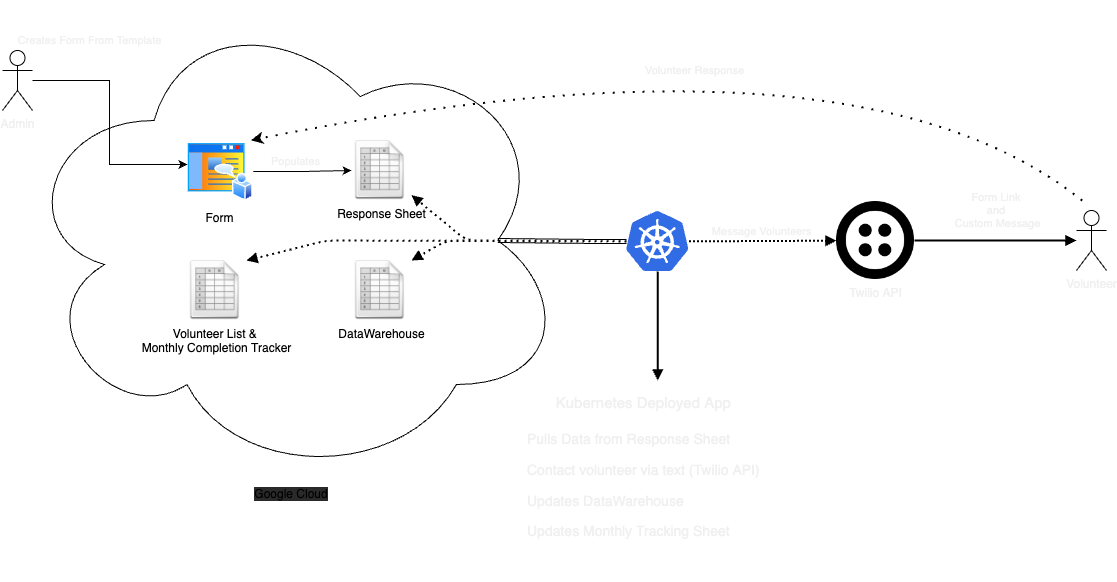 Creates Form From Template
Admin
Volunteer Response
Populates
Form
Response Sheet
Form Link
and
Custom Message
Message Volunteers
Twilio API
Volunteer
Volunteer List &
Monthly Completion Tracker
DataWarehouse
Google Cloud
Kubernetes Deployed App
Pulls Data from Response Sheet
Contact volunteer via text (Twilio API)
Updates DataWarehouse
Updates Monthly Tracking Sheet